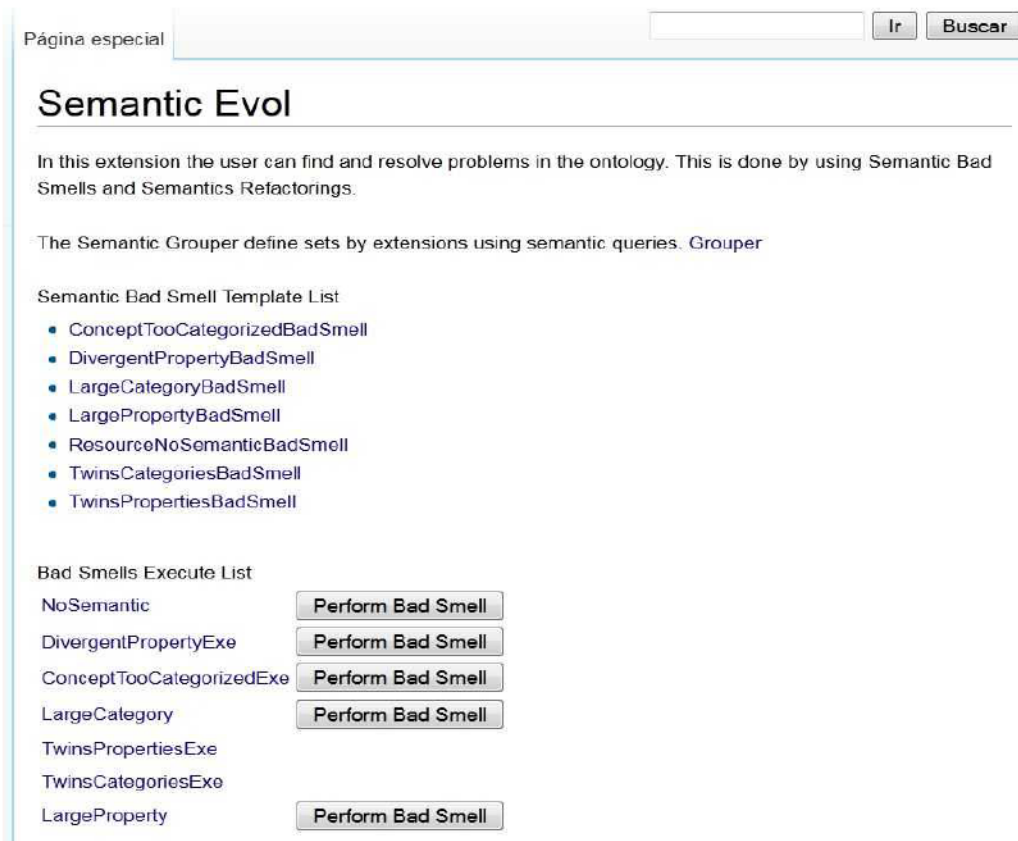 Página especial
Ir
Buscar
Semantic Evol
In this extension the user can find and resolve problems in the ontology. This is done by using Semantic Bad
Smells and Semantics Refactorings.
The Semantic Grouper define sets by extensions using semantic queries. Grouper
Semantic Bad Smell Template List
ConceptTooCategorizedBadSmell
DivergentPropertyBadSmell
LargeCategoryBadSmell
LargePropertyBadSmell
ResourceNoSemanticBadSmell
TwinsCategoriesBadSmell
TwinsPropertiesBadSmell
Bad Smells Execute List
NoSemantic Perform Bad Smell
DivergentPropertyExe Perform Bad Smell
ConceptTooCategorizedExe Perform Bad Smell
LargeCategory Perform Bad Smell
TwinsPropertiesExe
TwinsCategoriesExe
LargeProperty Perform Bad Smell